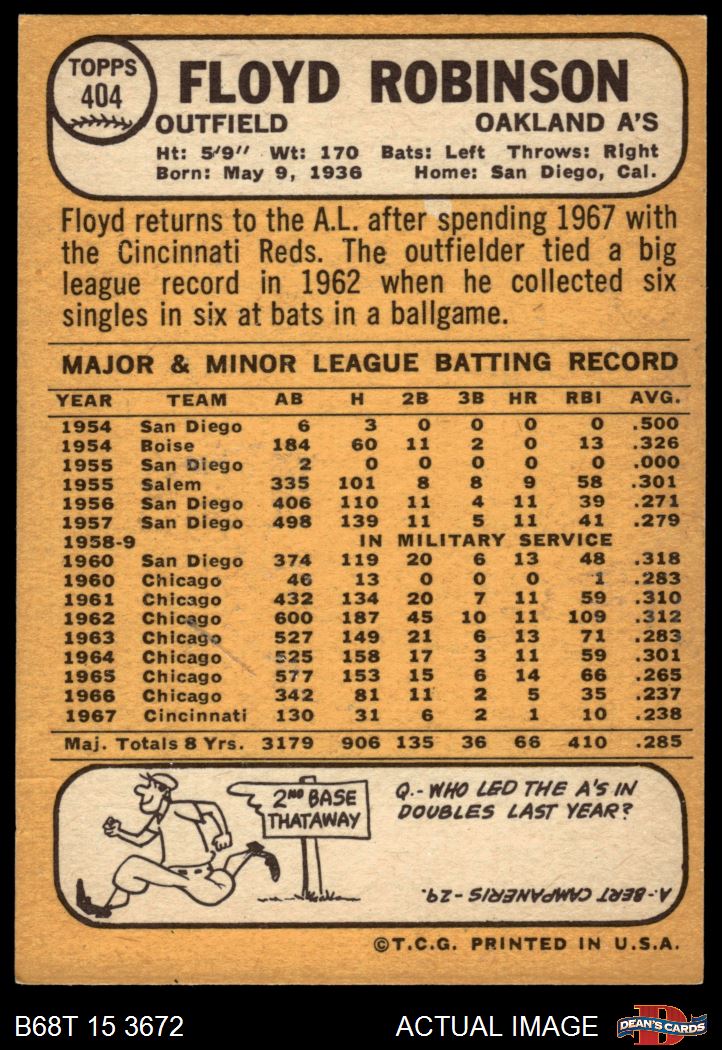 TOPPS
404
FLOYD ROBINSON
OUTFIELD OAKLAND A'S
Ht: 5'9" Wt: 170 Bats: Left Throws: Right
Born: May 9, 1936 Home: San Diego, Cal.
Floyd returns to the A.L. after spending 1967 with
the Cincinnati Reds. The outfielder tied a big
league record in 1962 when he collected six
singles in six at bats in a ballgame.
MAJOR & MINOR LEAGUE BATTING RECORD
YEAR TEAM AB H 2B 3B HR RBI AVG.
1954 San Diego 6 3 0 0 0 0 .500
1954 Boise 184 60 11 2 0 13 .326
1955 San Diego 2 0 0 0 0 0 .000
1955 Salem 335 101 8 8 9 58 .301
1956 San Diego 406 110 11 4 11 39 .271
1957 San Diego 498 139 11 5 11 41 .279
1958-9 IN MILITARY SERVICE
1960 San Diego 374 119 20 6 13 48 .318
1960 Chicago 46 13 0 0 0 1 .283
1961 Chicago 432 134 20 7 11 59 .310
1962 Chicago 600 187 45 10 11 109 .312
1963 Chicago 527 149 21 6 13 71 .283
1964 Chicago 525 158 17 3 11 59 .301
1965 Chicago 577 153 15 6 14 66 .265
1966 Chicago 342 81 11 2 5 35 .237
1967 Cincinnati 130 31 6 2 1 10 .238
Maj. Totals 8 Yrs. 3179 906 135 36 66 410 .285
2ND BASE
THATAWAY
Q.- WHO LED THE A'S IN
DOUBLES LAST YEAR?
A.- BERT CAMPANERIS - 29.
©T.C.G. PRINTED IN U.S.A.
B68T 15 3672 ACTUAL IMAGE
D
DEAN'S CARDS